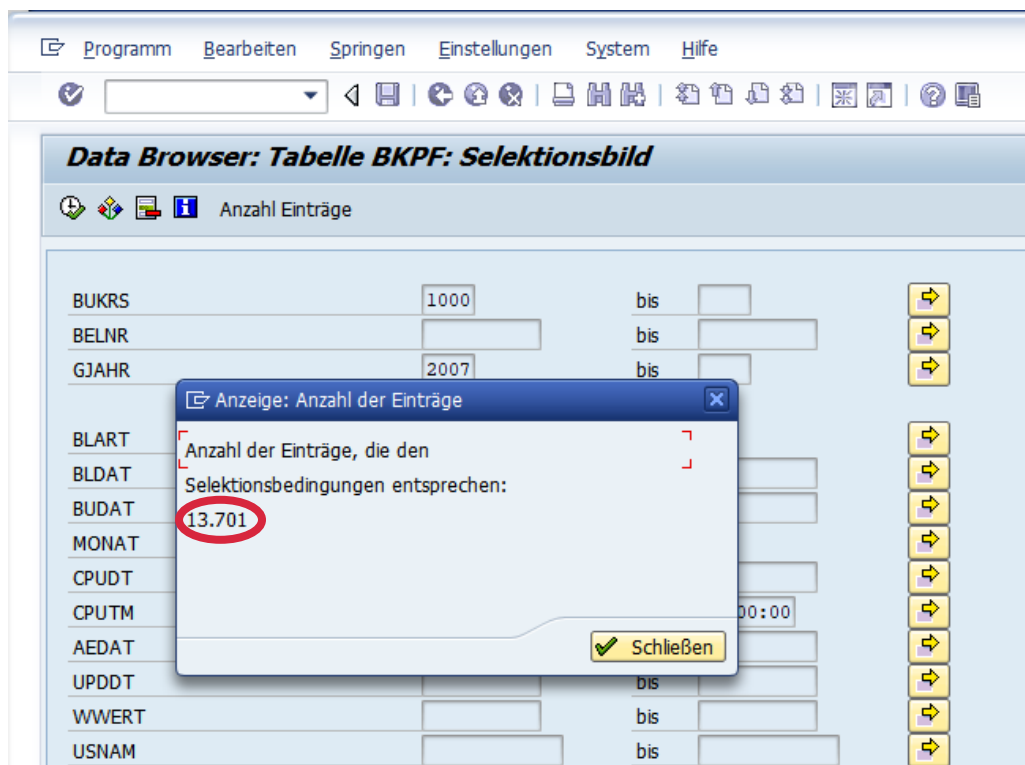 Programm Bearbeiten Springen Einstellungen System Hilfe
Data Browser: Tabelle BKPF: Selektionsbild
Anzahl Einträge
BUKRS 1000 bis
BELNR bis
GJAHR 2007 bis
Anzeige: Anzahl der Einträge
BLART
Anzahl der Einträge, die den
BLDAT
Selektionsbedingungen entsprechen:
BUDAT
13.701
MONAT
CPUDT
CPUTM 00:00
AEDAT
Schließen
UPDDT bis
WWERT bis
USNAM bis